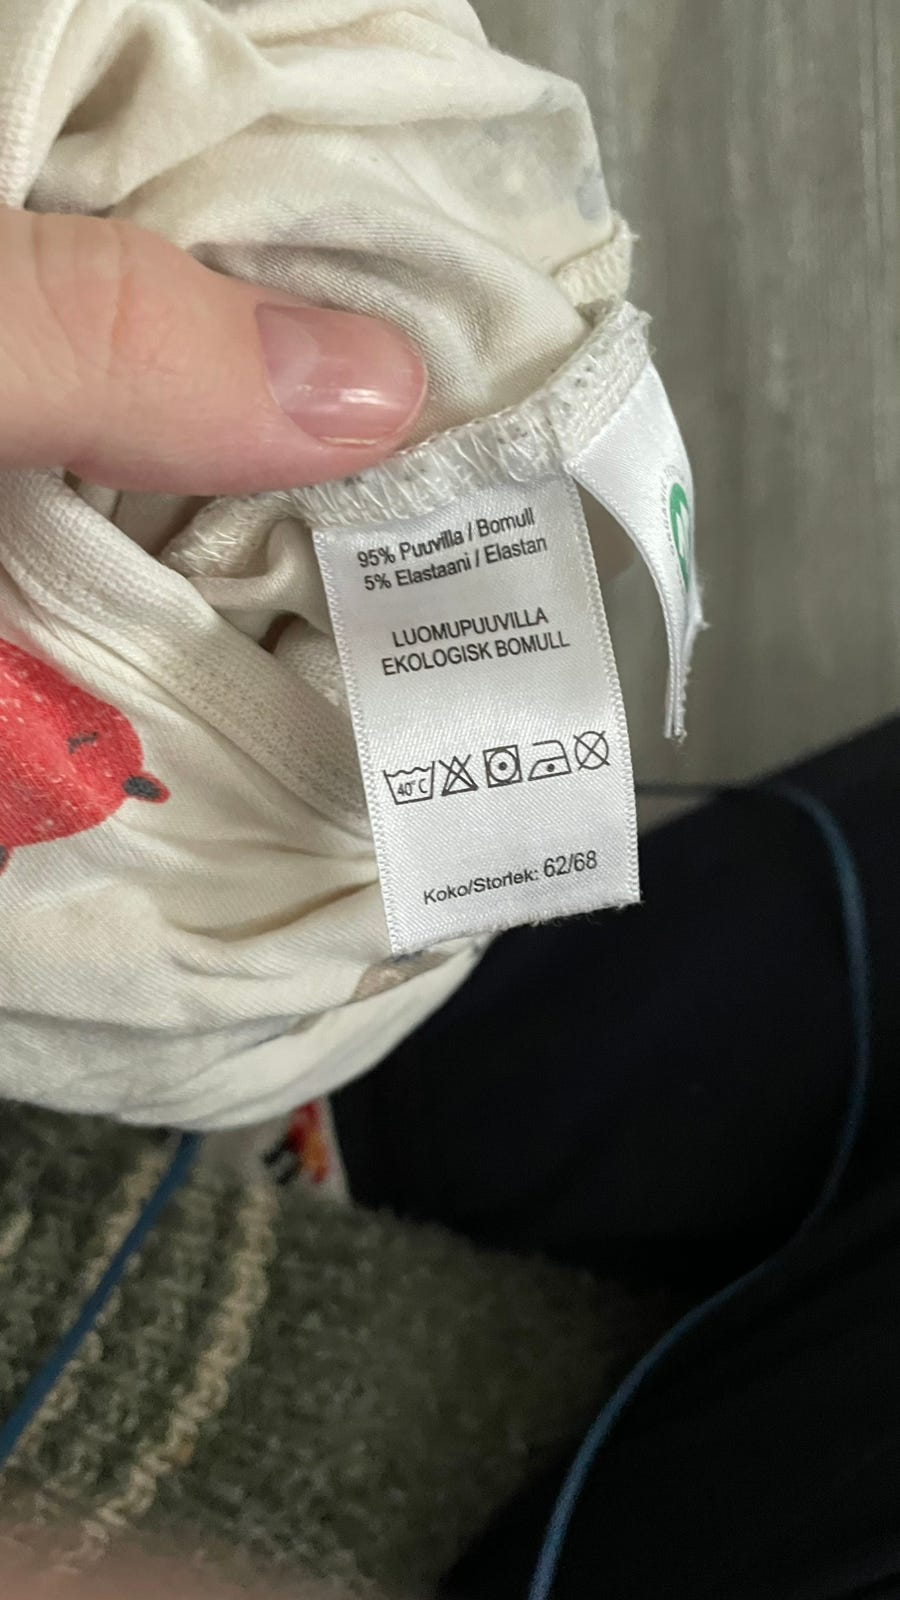 95% Puuvilla / Bomull
5% Elastaani / Elastan
LUOMUPUUVILLA
EKOLOGISK BOMULL
40°C
Koko/Storlek: 62/68